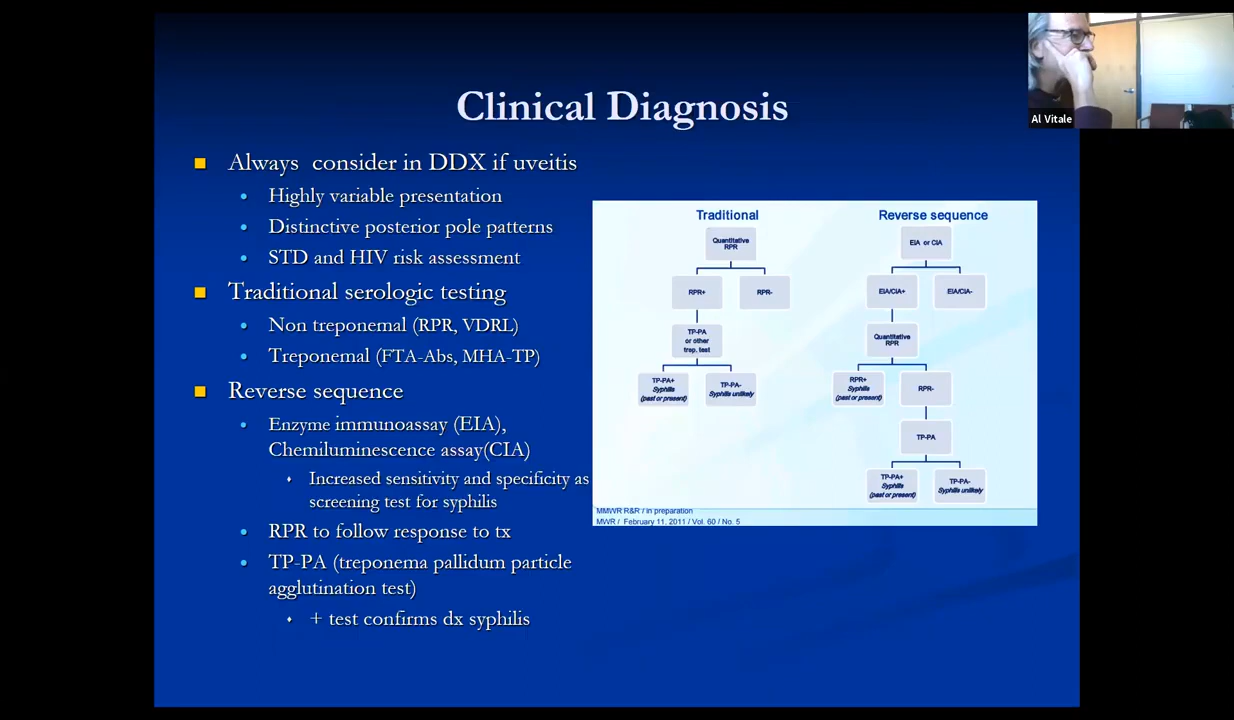 Clinical Diagnosis
Always consider in DDX if uveitis
Highly variable presentation
Distinctive posterior pole patterns
STD and HIV risk assessment
Traditional serologic testing
Non treponemal (RPR, VDRL)
Treponemal (FTA-Abs, MHA-TP)
Reverse sequence
Enzyme immunoassay (EIA),
Chemiluminescence assay(CIA)
Increased sensitivity and specificity as
screening test for syphilis
RPR to follow response to tx
TP-PA (treponema pallidum particle
agglutination test)
+ test confirms dx syphilis
Traditional
Quantitative
RPR
RPR+
RPR-
TP-PA
or other
trep. test
TP-PA+
Syphilis
(past or present)
TP-PA-
Syphilis unlikely
Reverse sequence
EIA or CIA
EIA/CIA+
EIA/CIA-
Quantitative
RPR
RPR+
Syphilis
(past or present)
RPR-
TP-PA
TP-PA+
Syphilis
(past or present)
TP-PA-
Syphilis unlikely
MMWR R&R / in preparation
MWR / February 11, 2011 / Vol. 60 / No. 5
Al Vitale